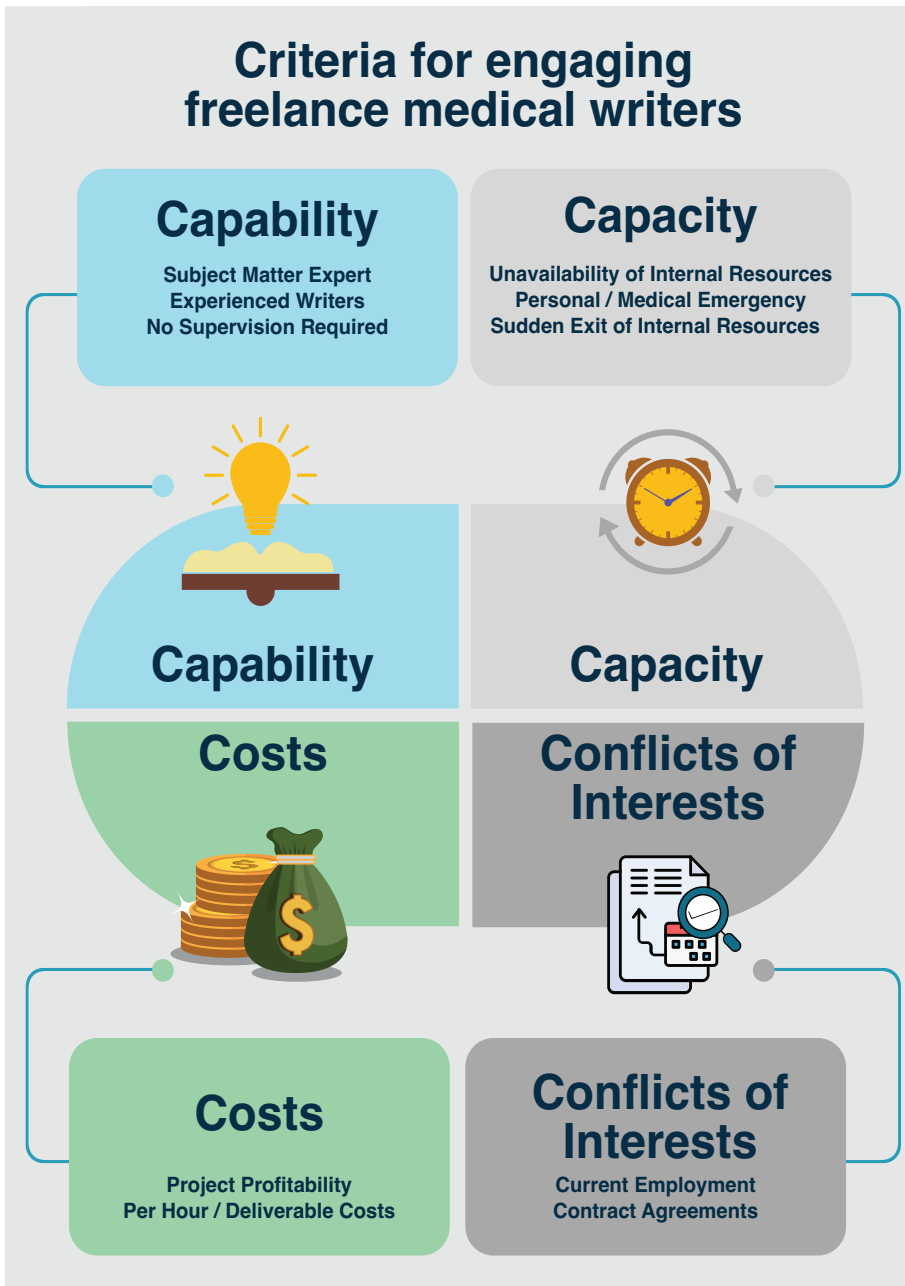 Criteria for engaging
freelance medical writers
Capability
Subject Matter Expert
Experienced Writers
No Supervision Required
Capacity
Unavailability of Internal Resources
Personal / Medical Emergency
Sudden Exit of Internal Resources
Capability
Capacity
Costs
Conflicts of
Interests
$
$
Costs
Project Profitability
Per Hour / Deliverable Costs
Conflicts of
Interests
Current Employment
Contract Agreements